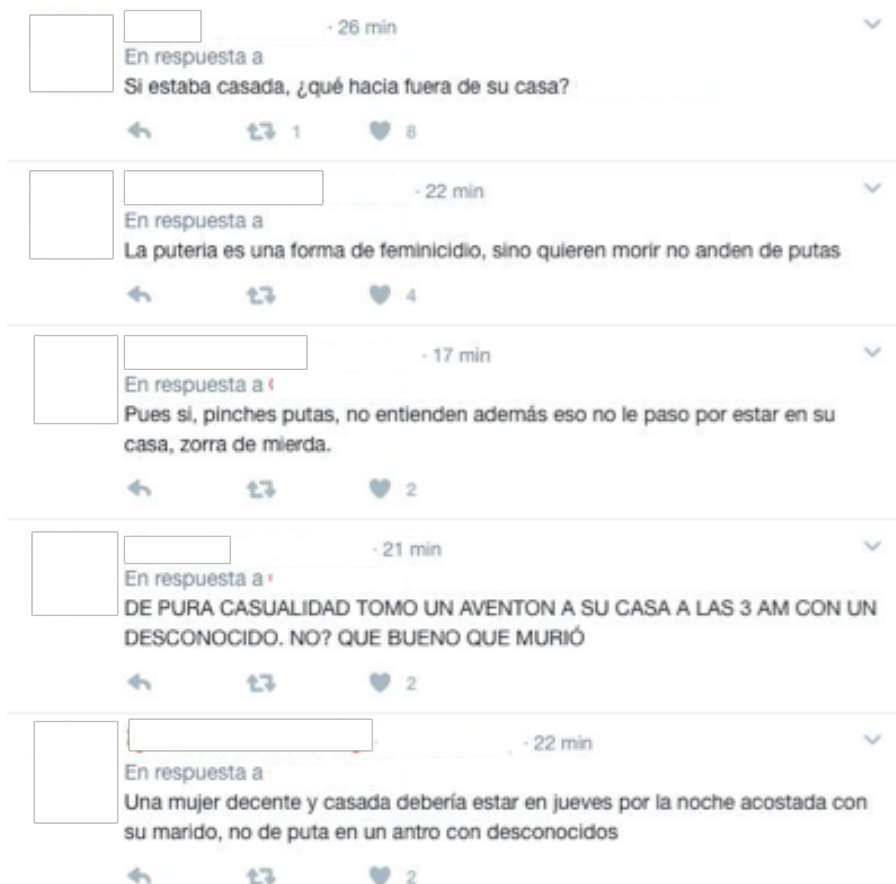 · 26 min
En respuesta a
Si estaba casada, ¿qué hacia fuera de su casa?
1 8
· 22 min
En respuesta a
La puteria es una forma de feminicidio, sino quieren morir no anden de putas
4
· 17 min
En respuesta a
Pues si, pinches putas, no entienden además eso no le paso por estar en su
casa, zorra de mierda.
2
· 21 min
En respuesta a
DE PURA CASUALIDAD TOMO UN AVENTON A SU CASA A LAS 3 AM CON UN
DESCONOCIDO. NO? QUE BUENO QUE MURIÓ
2
· 22 min
En respuesta a
Una mujer decente y casada debería estar en jueves por la noche acostada con
su marido, no de puta en un antro con desconocidos
2